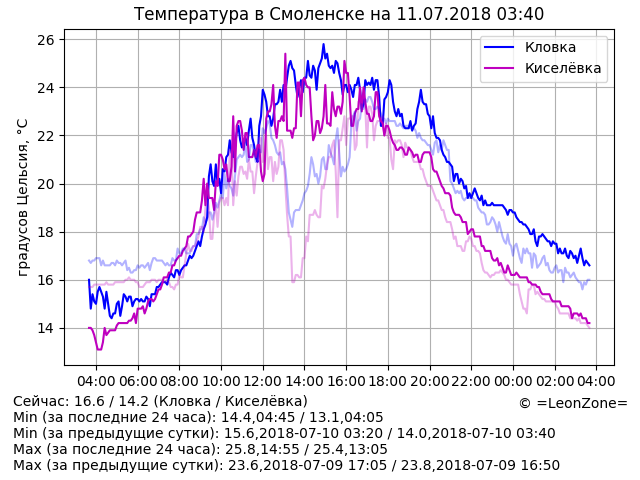 Температура в Смоленске на 11.07.2018 03:40
26
24
22
20
18
16
14
градусов Цельсия, °C
Кловка
Киселёвка
04:00 06:00 08:00 10:00 12:00 14:00 16:00 18:00 20:00 22:00 00:00 02:00 04:00
Сейчас: 16.6 / 14.2 (Кловка / Киселёвка)
© =LeonZone=
Min (за последние 24 часа): 14.4,04:45 / 13.1,04:05
Min (за предыдущие сутки): 15.6,2018-07-10 03:20 / 14.0,2018-07-10 03:40
Max (за последние 24 часа): 25.8,14:55 / 25.4,13:05
Max (за предыдущие сутки): 23.6,2018-07-09 17:05 / 23.8,2018-07-09 16:50